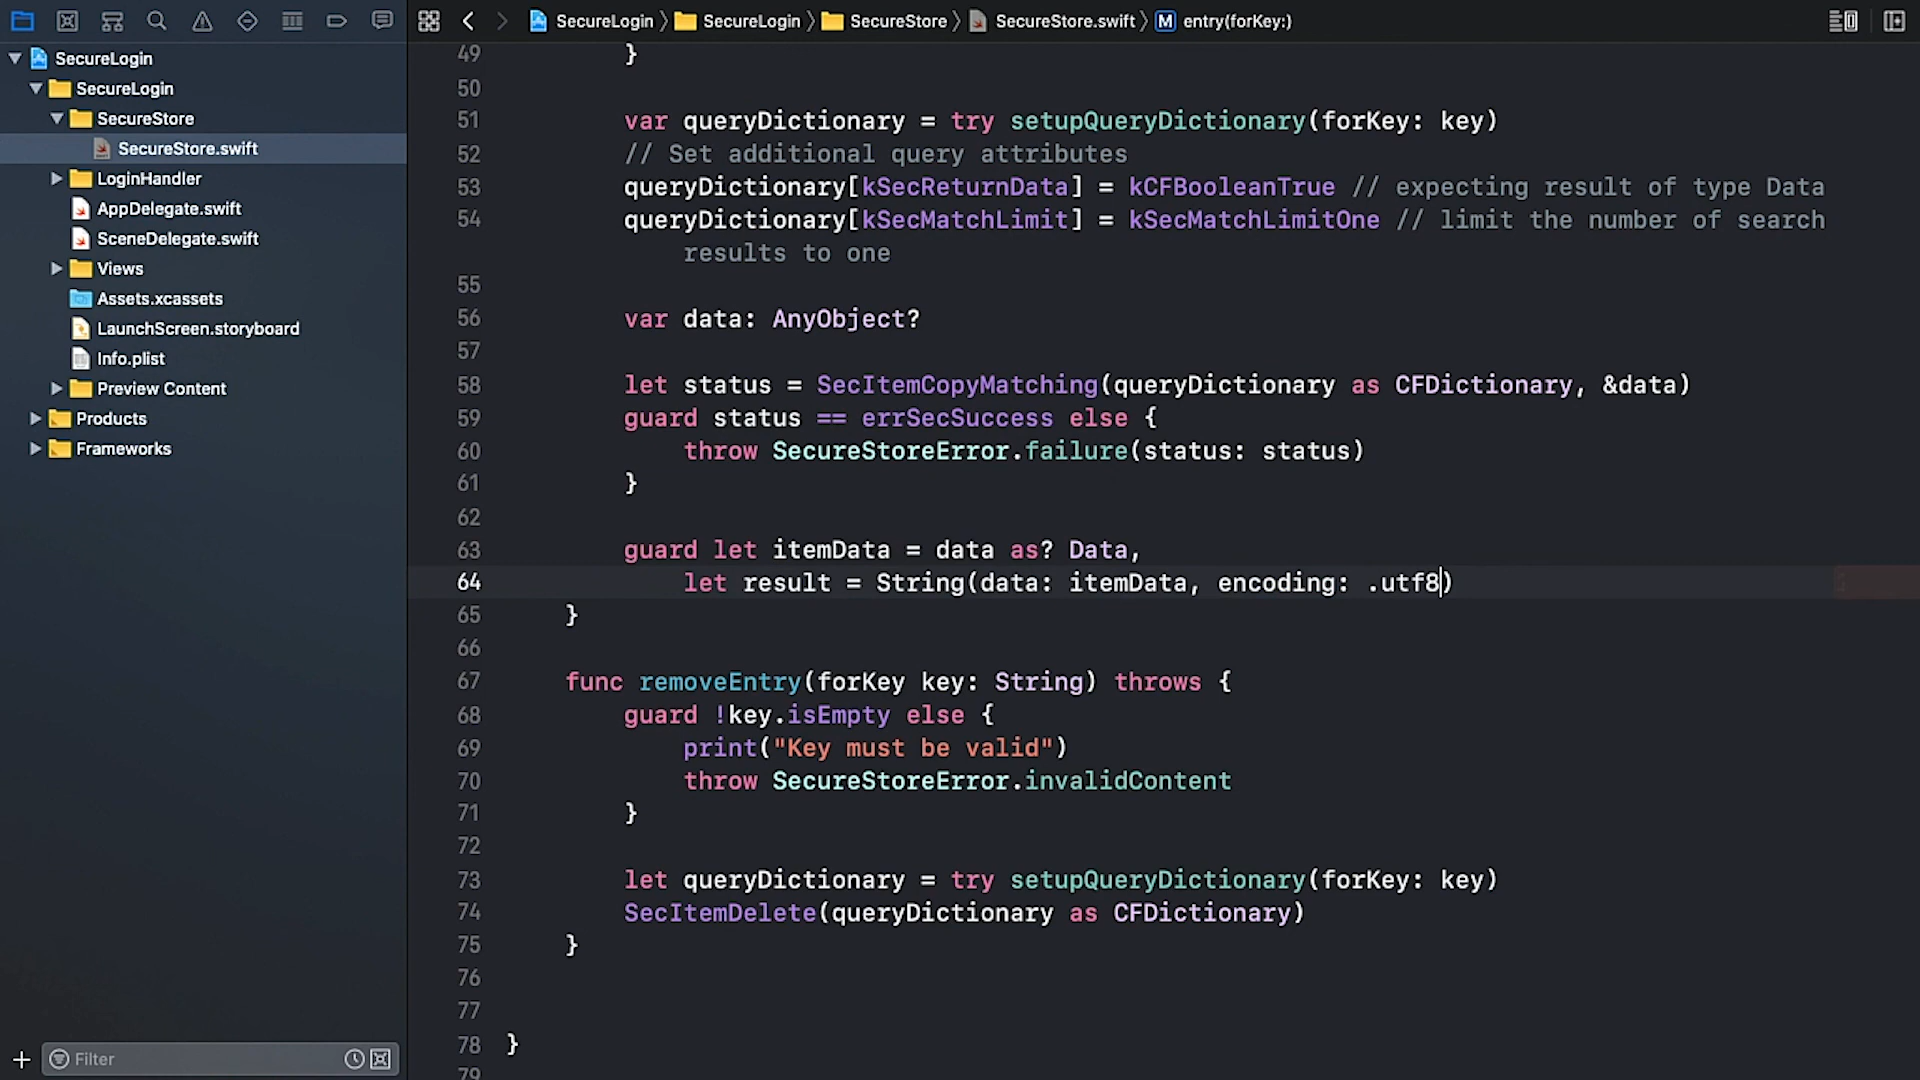 SecureLogin
SecureLogin
SecureStore
SecureStore.swift
LoginHandler
AppDelegate.swift
SceneDelegate.swift
Views
Assets.xcassets
LaunchScreen.storyboard
Info.plist
Preview Content
Products
Frameworks
Filter
SecureLogin SecureLogin SecureStore SecureStore.swift M entry(forKey:)
49 }
50
51 var queryDictionary = try setupQueryDictionary(forKey: key)
52 // Set additional query attributes
53 queryDictionary[kSecReturnData] = kCFBooleanTrue // expecting result of type Data
54 queryDictionary[kSecMatchLimit] = kSecMatchLimitOne // limit the number of search
results to one
55
56 var data: AnyObject?
57
58 let status = SecItemCopyMatching(queryDictionary as CFDictionary, &data)
59 guard status == errSecSuccess else {
60 throw SecureStoreError.failure(status: status)
61 }
62
63 guard let itemData = data as? Data,
64 let result = String(data: itemData, encoding: .utf8)
65 }
66
67 func removeEntry(forKey key: String) throws {
68 guard !key.isEmpty else {
69 print("Key must be valid")
70 throw SecureStoreError.invalidContent
71 }
72
73 let queryDictionary = try setupQueryDictionary(forKey: key)
74 SecItemDelete(queryDictionary as CFDictionary)
75 }
76
77
78 }
79